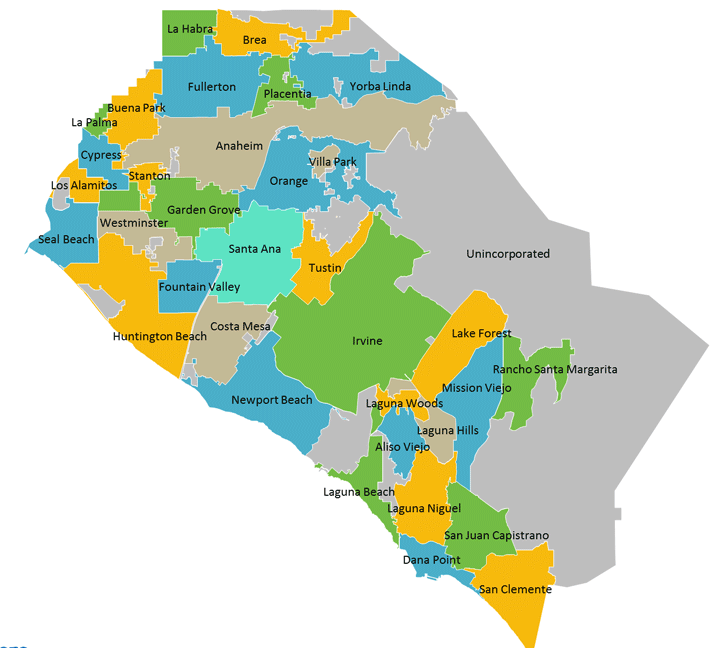 La Habra
Brea
Fullerton
Yorba Linda
Placentia
Buena Park
La Palma
Anaheim
Cypress
Villa Park
Stanton
Orange
Los Alamitos
Garden Grove
Westminster
Seal Beach
Santa Ana
Unincorporated
Tustin
Fountain Valley
Costa Mesa
Huntington Beach
Lake Forest
Irvine
Rancho Santa Margarita
Mission Viejo
Newport Beach
Laguna Woods
Laguna Hills
Aliso Viejo
Laguna Beach
Laguna Niguel
San Juan Capistrano
Dana Point
San Clemente